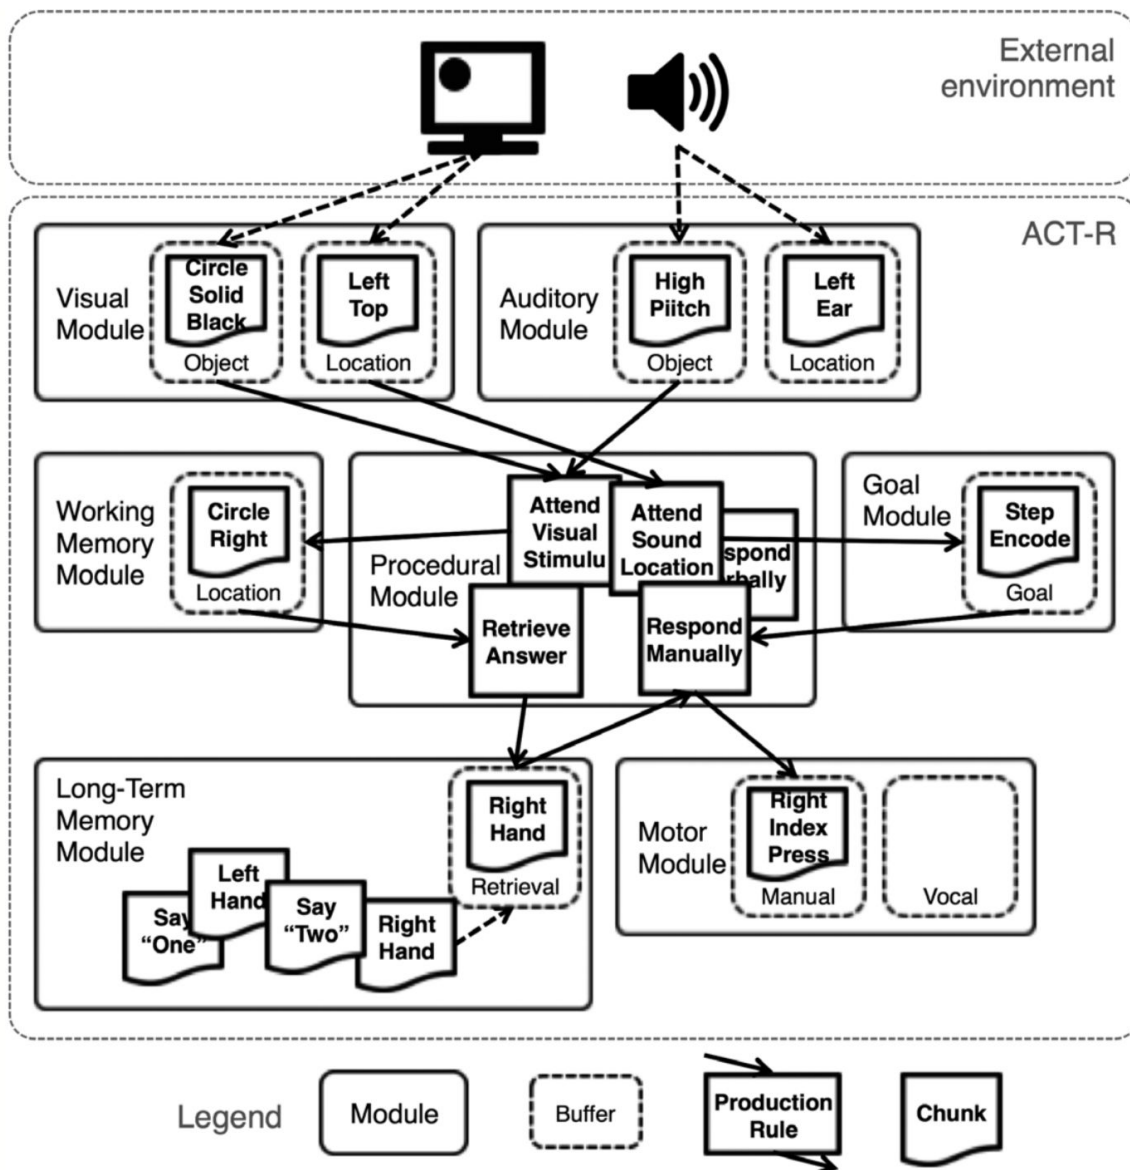 External
environment
ACT-R
Visual
Module
Circle
Solid
Black
Object
Left
Top
Location
Auditory
Module
High
Piitch
Object
Left
Ear
Location
Working
Memory
Module
Circle
Right
Location
Procedural
Module
Attend
Visual
Stimulu
Attend
Sound
Location
spond
rbally
Retrieve
Answer
Respond
Manually
Goal
Module
Step
Encode
Goal
Long-Term
Memory
Module
Say
"One"
Left
Hand
Say
"Two"
Right
Hand
Right
Hand
Retrieval
Motor
Module
Right
Index
Press
Manual
Vocal
Legend
Module
Buffer
Production
Rule
Chunk